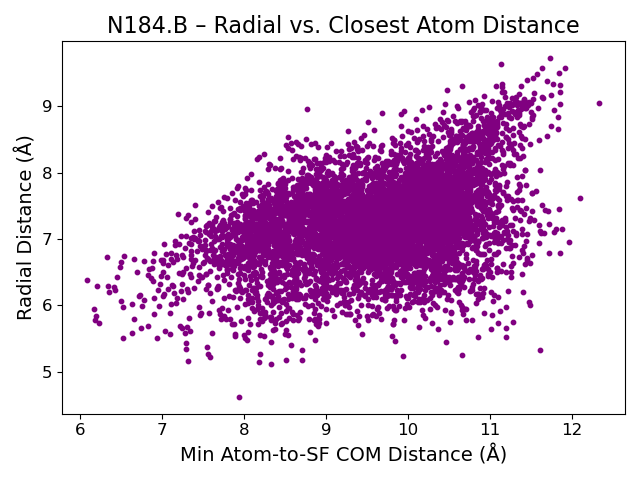 N184.B – Radial vs. Closest Atom Distance
Radial Distance (Å)
9
8
7
6
5
6 7 8 9 10 11 12
Min Atom-to-SF COM Distance (Å)